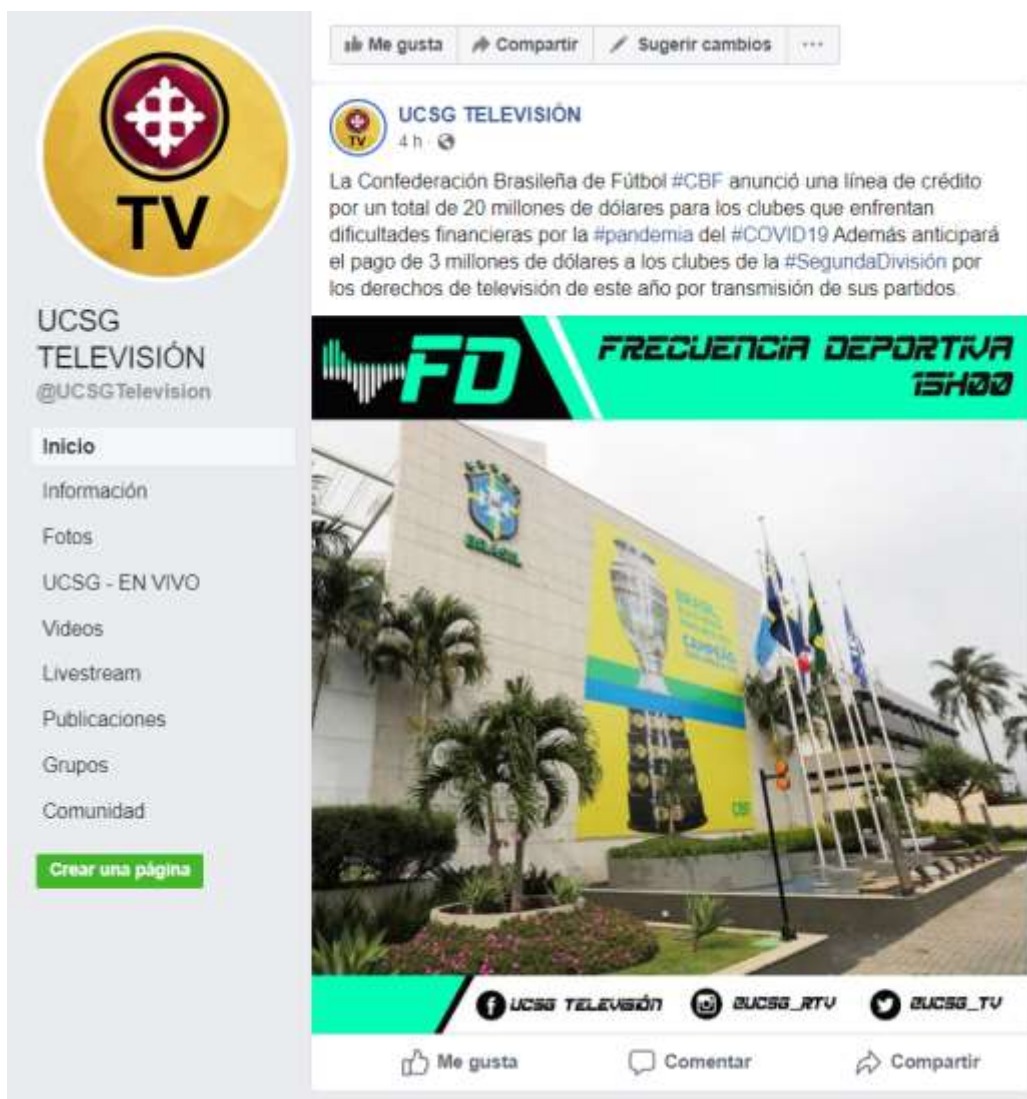 TV
UCSG
TELEVISIÓN
@UCSGTelevision
Inicio
Información
Fotos
UCSG - EN VIVO
Videos
Livestream
Publicaciones
Grupos
Comunidad
Crear una página
Me gusta
Compartir
Sugerir cambios
TV
UCSG TELEVISIÓN
4 h
La Confederación Brasileña de Fútbol #CBF anunció una línea de crédito
por un total de 20 millones de dólares para los clubes que enfrentan
dificultades financieras por la #pandemia del #COVID19 Además anticipará
el pago de 3 millones de dólares a los clubes de la #SegundaDivisión por
los derechos de televisión de este año por transmisión de sus partidos.
FD
FRECUENCIA DEPORTIVA
15H00
BRASIL
BRASIL
CAMPEÃO
CBF
UCSG TELEVISIÓN
@UCSG_RTV
@UCSG_TV
Me gusta
Comentar
Compartir